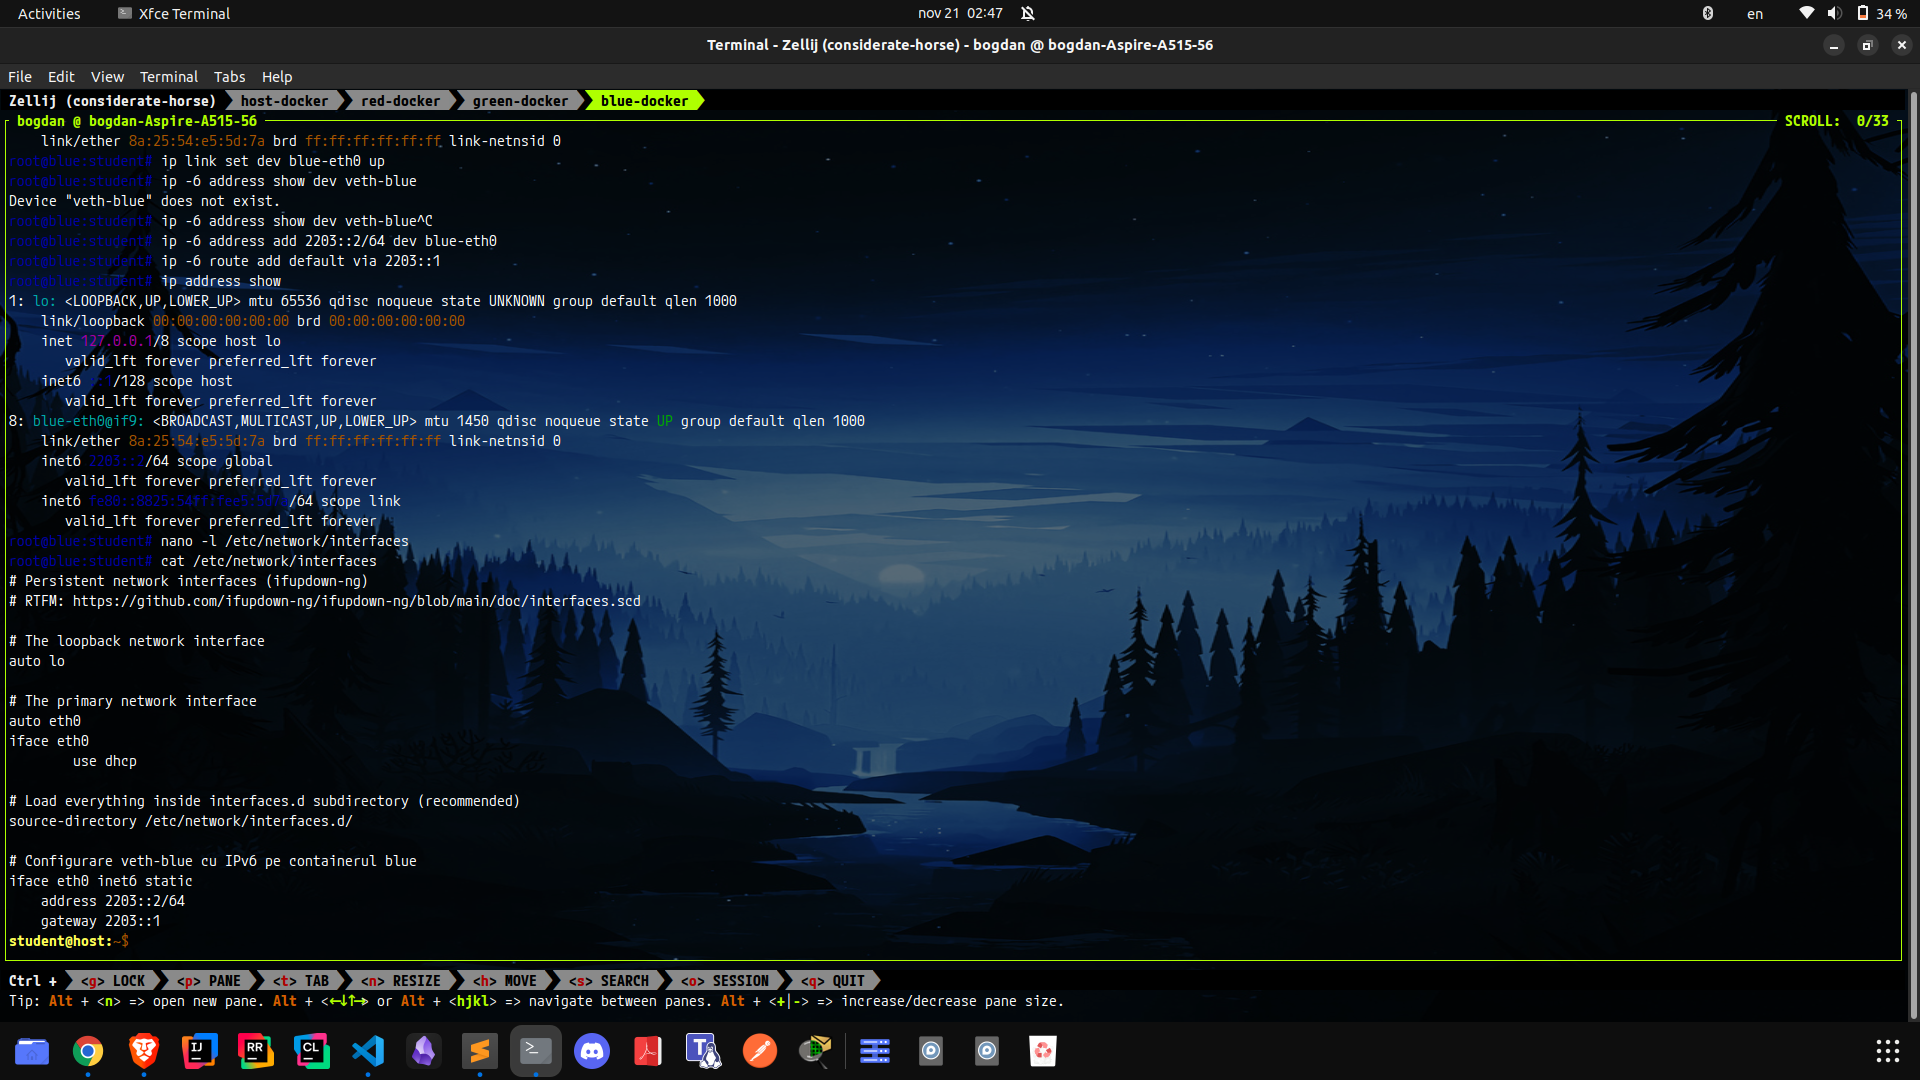 Activities Xfce Terminal nov 21 02:47 en 34 %
Terminal - Zellij (considerate-horse) - bogdan @ bogdan-Aspire-A515-56
File Edit View Terminal Tabs Help
Zellij (considerate-horse) host-docker red-docker green-docker blue-docker
bogdan @ bogdan-Aspire-A515-56 SCROLL: 0/33
link/ether 8a:25:54:e5:5d:7a brd ff:ff:ff:ff:ff:ff link-netnsid 0
root@blue:student# ip link set dev blue-eth0 up
root@blue:student# ip -6 address show dev veth-blue
Device "veth-blue" does not exist.
root@blue:student# ip -6 address show dev veth-blue^C
root@blue:student# ip -6 address add 2203::2/64 dev blue-eth0
root@blue:student# ip -6 route add default via 2203::1
root@blue:student# ip address show
1: lo: <LOOPBACK,UP,LOWER_UP> mtu 65536 qdisc noqueue state UNKNOWN group default qlen 1000
link/loopback 00:00:00:00:00:00 brd 00:00:00:00:00:00
inet 127.0.0.1/8 scope host lo
valid_lft forever preferred_lft forever
inet6 ::1/128 scope host
valid_lft forever preferred_lft forever
8: blue-eth0@if9: <BROADCAST,MULTICAST,UP,LOWER_UP> mtu 1450 qdisc noqueue state UP group default qlen 1000
link/ether 8a:25:54:e5:5d:7a brd ff:ff:ff:ff:ff:ff link-netnsid 0
inet6 2203::2/64 scope global
valid_lft forever preferred_lft forever
inet6 fe80::8825:54ff:fee5:5d7a/64 scope link
valid_lft forever preferred_lft forever
root@blue:student# nano -l /etc/network/interfaces
root@blue:student# cat /etc/network/interfaces
# Persistent network interfaces (ifupdown-ng)
# RTFM: https://github.com/ifupdown-ng/ifupdown-ng/blob/main/doc/interfaces.scd
# The loopback network interface
auto lo
# The primary network interface
auto eth0
iface eth0
use dhcp
# Load everything inside interfaces.d subdirectory (recommended)
source-directory /etc/network/interfaces.d/
# Configurare veth-blue cu IPv6 pe containerul blue
iface eth0 inet6 static
address 2203::2/64
gateway 2203::1
student@host:~$
Ctrl + <g> LOCK <p> PANE <t> TAB <n> RESIZE <h> MOVE <s> SEARCH <o> SESSION <q> QUIT
Tip: Alt + <n> => open new pane. Alt + <←↓↑→> or Alt + <hjkl> => navigate between panes. Alt + <+|-> => increase/decrease pane size.
IJ RR CL T